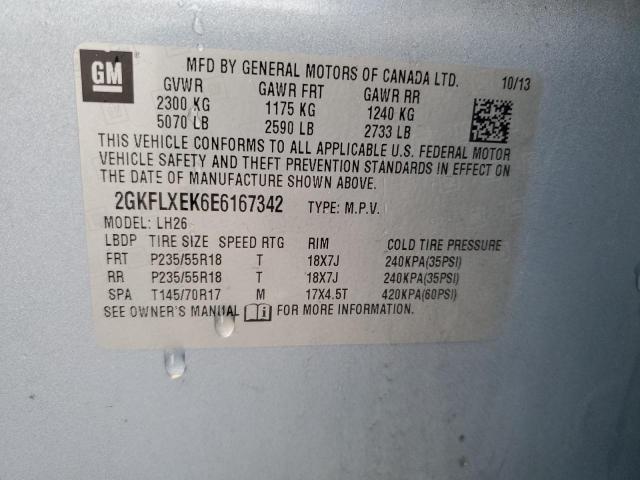 GM
MFD BY GENERAL MOTORS OF CANADA LTD. 10/13
GVWR GAWR FRT GAWR RR
2300 KG 1175 KG 1240 KG
5070 LB 2590 LB 2733 LB
THIS VEHICLE CONFORMS TO ALL APPLICABLE U.S. FEDERAL MOTOR
VEHICLE SAFETY AND THEFT PREVENTION STANDARDS IN EFFECT ON
THE DATE OF MANUFACTURE SHOWN ABOVE.
2GKFLXEK6E6167342 TYPE: M.P.V.
MODEL: LH26
LBDP TIRE SIZE SPEED RTG RIM COLD TIRE PRESSURE
FRT P235/55R18 T 18X7J 240KPA(35PSI)
RR P235/55R18 T 18X7J 240KPA(35PSI)
SPA T145/70R17 M 17X4.5T 420KPA(60PSI)
SEE OWNER'S MANUAL FOR MORE INFORMATION.